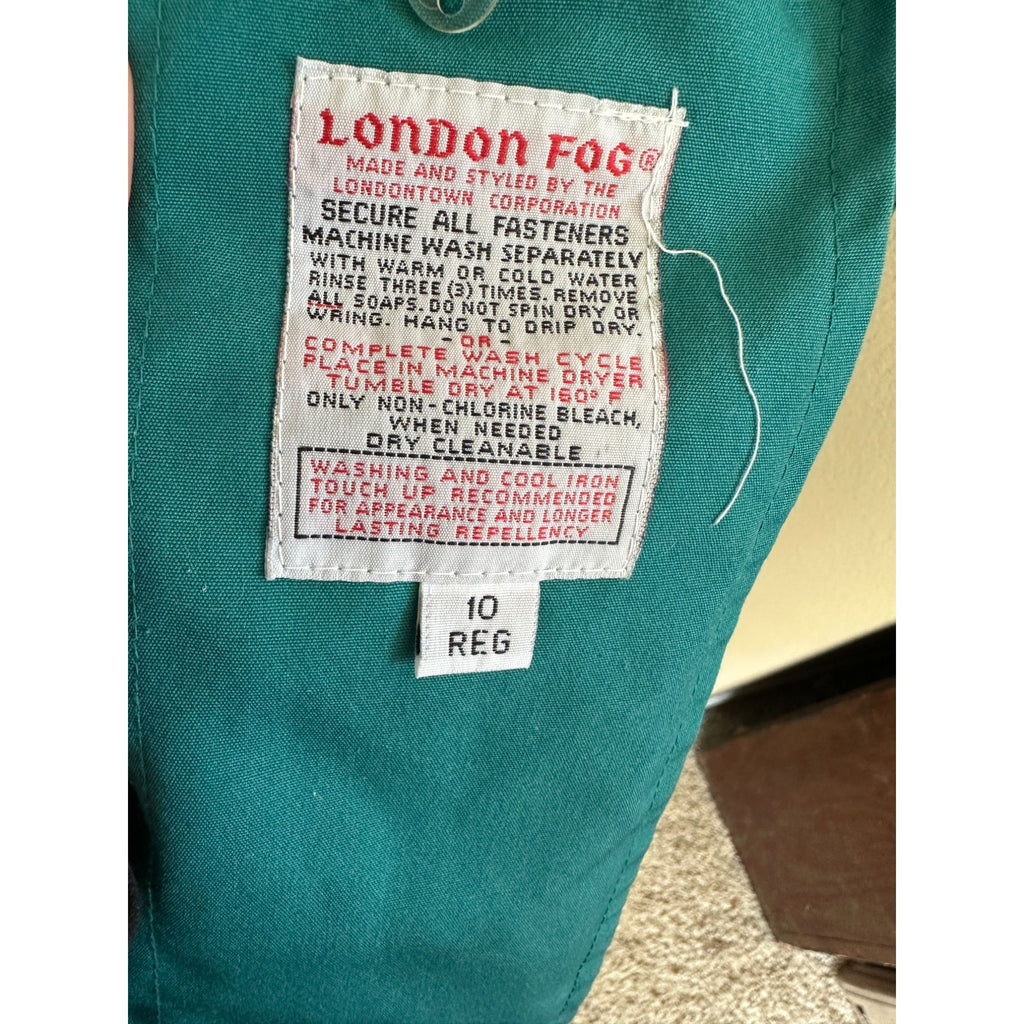 LONDON FOG®
MADE AND STYLED BY THE
LONDONTOWN CORPORATION
SECURE ALL FASTENERS
MACHINE WASH SEPARATELY
WITH WARM OR COLD WATER
RINSE THREE (3) TIMES. REMOVE
ALL SOAPS. DO NOT SPIN DRY OR
WRING. HANG TO DRIP DRY.
- OR -
COMPLETE WASH CYCLE
PLACE IN MACHINE DRYER
TUMBLE DRY AT 160° F
ONLY NON-CHLORINE BLEACH,
WHEN NEEDED
DRY CLEANABLE
WASHING AND COOL IRON
TOUCH UP RECOMMENDED
FOR APPEARANCE AND LONGER
LASTING REPELLENCY
10
REG